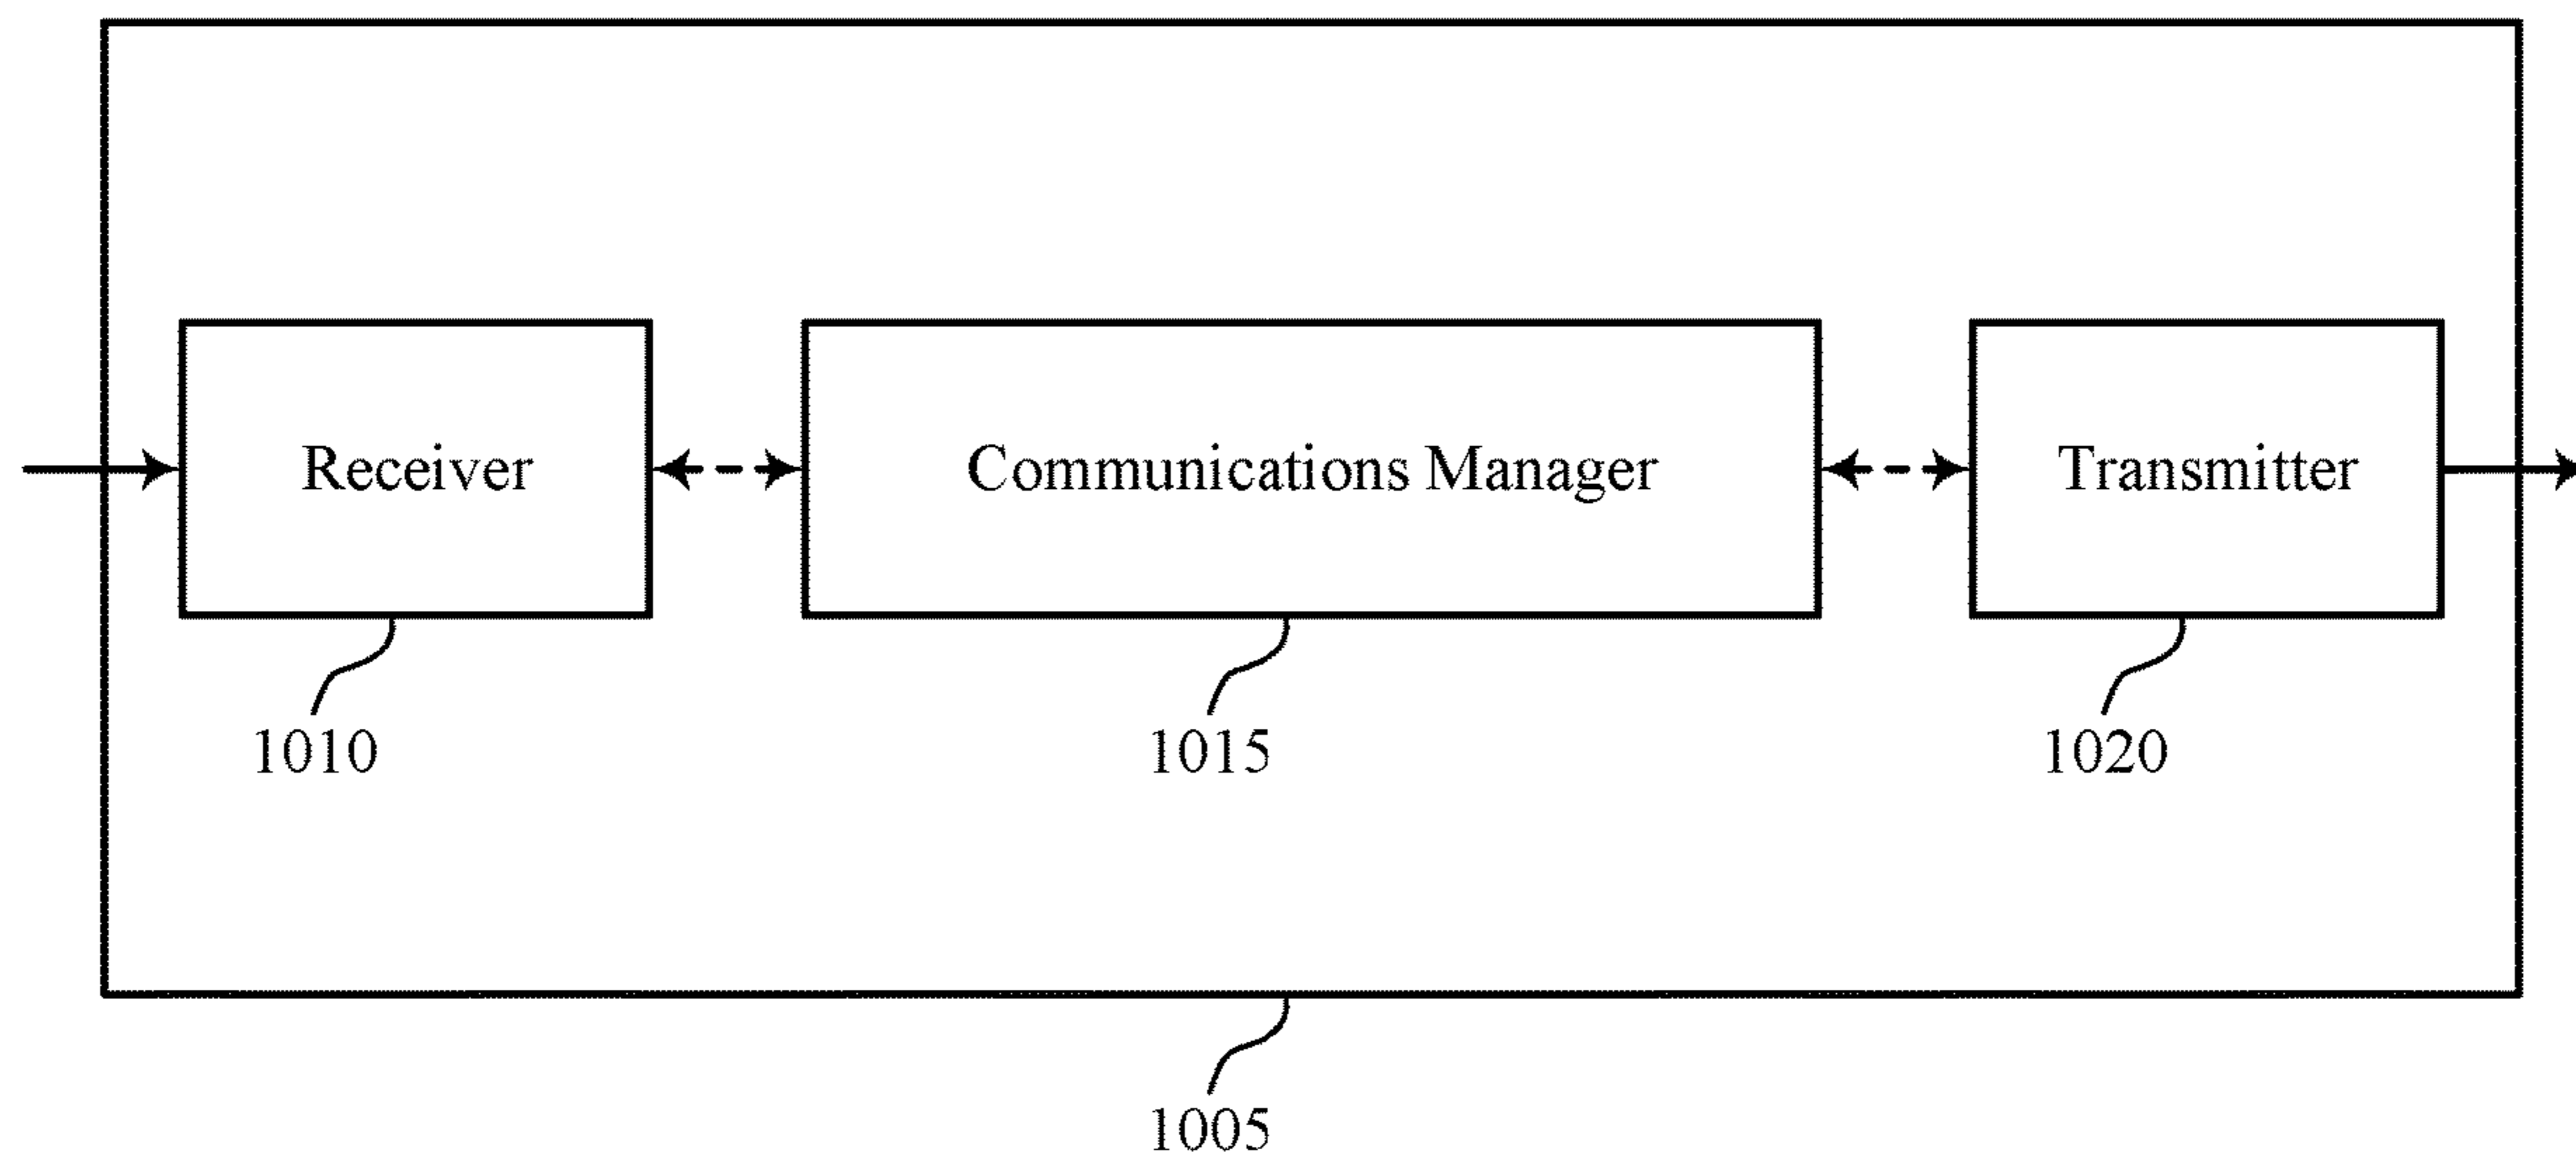 Receiver
Communications Manager
Transmitter
1010
1015
1020
1005